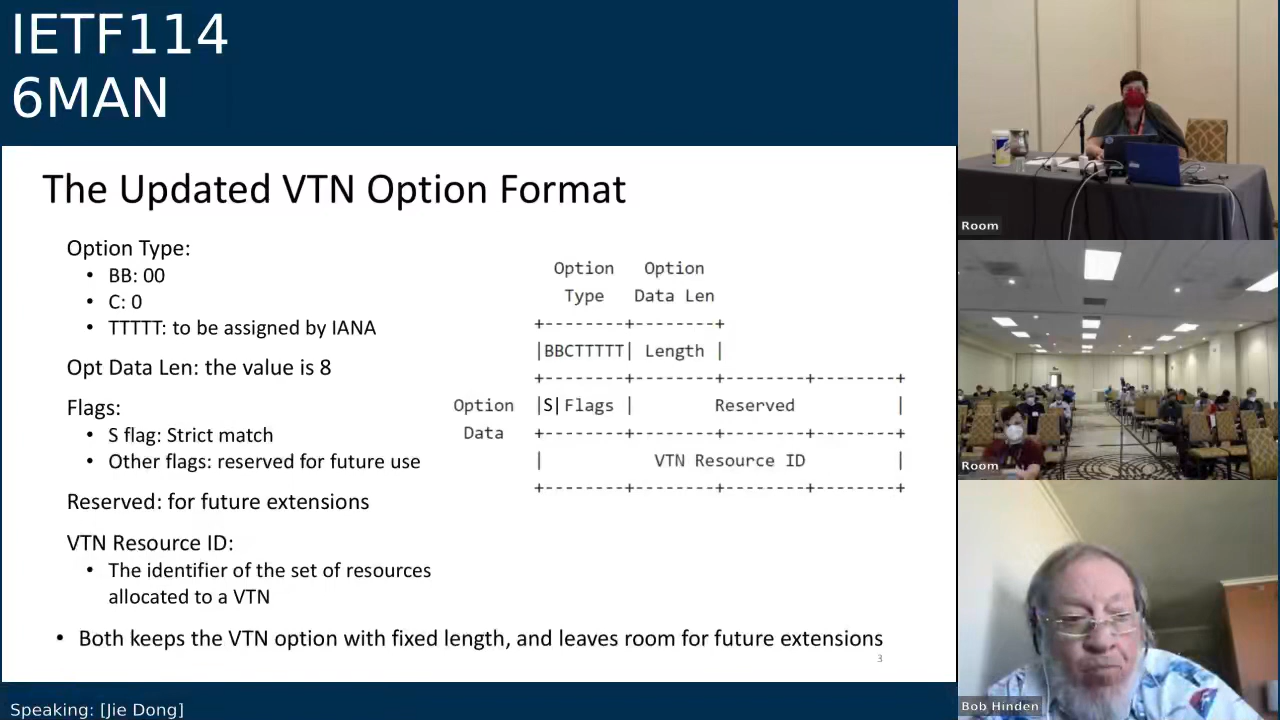 IETF114
6MAN
The Updated VTN Option Format
Option Type:
• BB: 00
• C: 0
• TTTTT: to be assigned by IANA
Opt Data Len: the value is 8
Flags:
• S flag: Strict match
• Other flags: reserved for future use
Reserved: for future extensions
VTN Resource ID:
• The identifier of the set of resources
allocated to a VTN
• Both keeps the VTN option with fixed length, and leaves room for future extensions
Option Option
Type Data Len
+--------+--------+
|BBCTTTTT| Length |
+--------+--------+--------+--------+
Option |S|Flags | Reserved |
Data +--------+--------+--------+--------+
| VTN Resource ID |
+--------+--------+--------+--------+
3
Speaking: [Jie Dong]
Room
Room
Bob Hinden